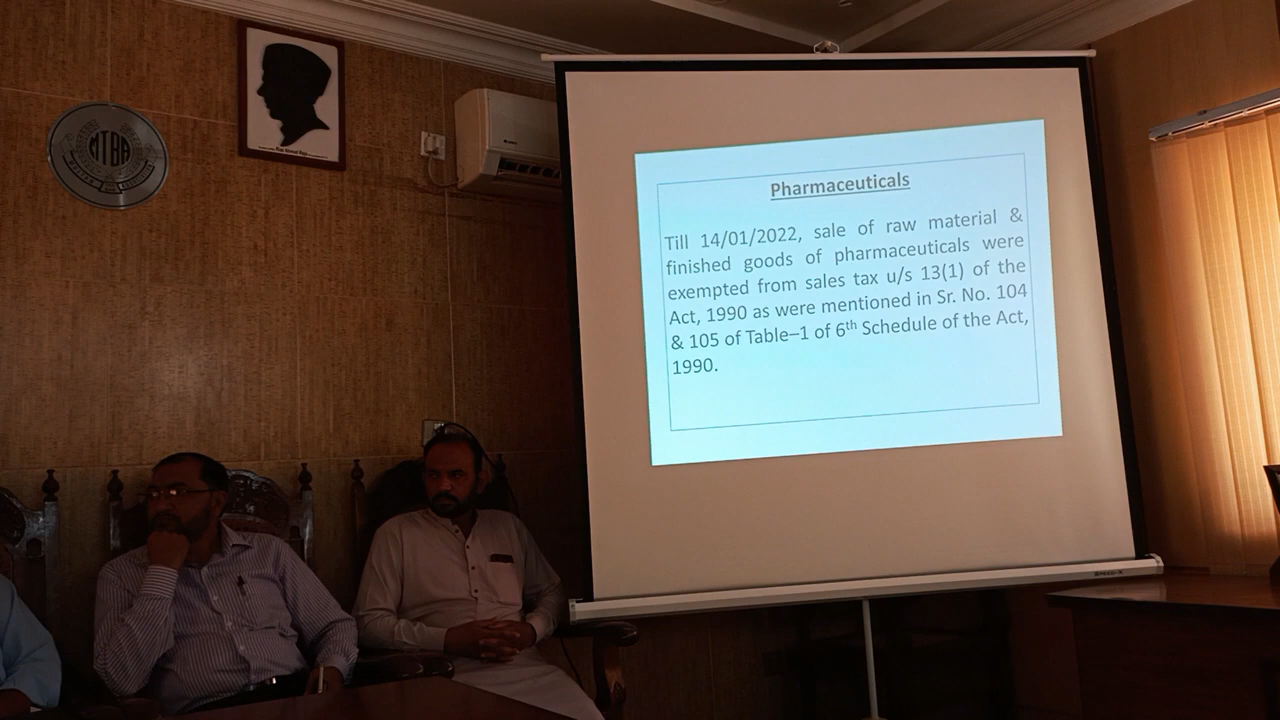 MTBA
Pharmaceuticals
Till 14/01/2022, sale of raw material &
finished goods of pharmaceuticals were
exempted from sales tax u/s 13(1) of the
Act, 1990 as were mentioned in Sr. No. 104
& 105 of Table–1 of 6th Schedule of the Act,
1990.